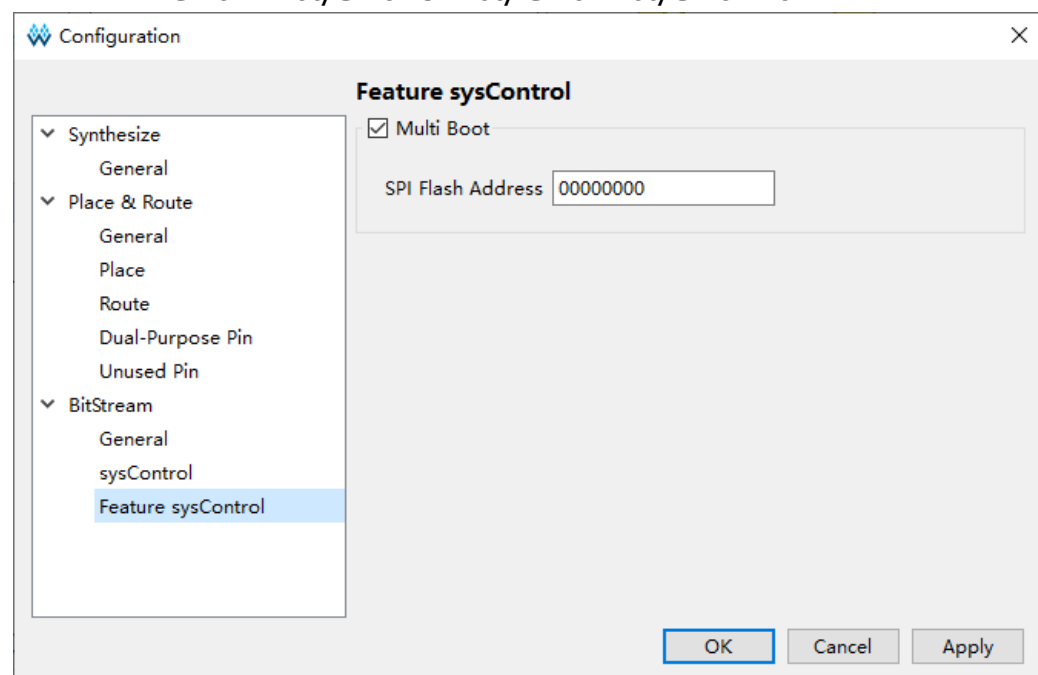 Configuration
Feature sysControl
Synthesize
General
Place & Route
General
Place
Route
Dual-Purpose Pin
Unused Pin
BitStream
General
sysControl
Feature sysControl
Multi Boot
SPI Flash Address 00000000
OK Cancel Apply